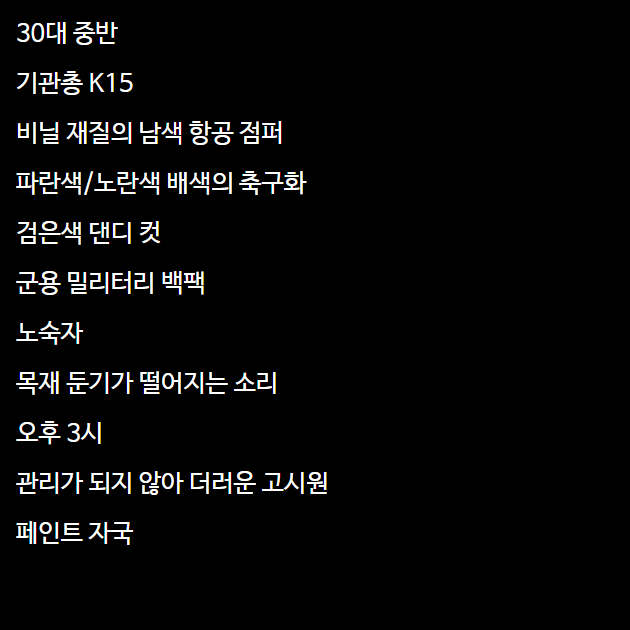 30대 중반
기관총 K15
비닐 재질의 남색 항공 점퍼
파란색/노란색 배색의 축구화
검은색 댄디 컷
군용 밀리터리 백팩
노숙자
목재 둔기가 떨어지는 소리
오후 3시
관리가 되지 않아 더러운 고시원
페인트 자국